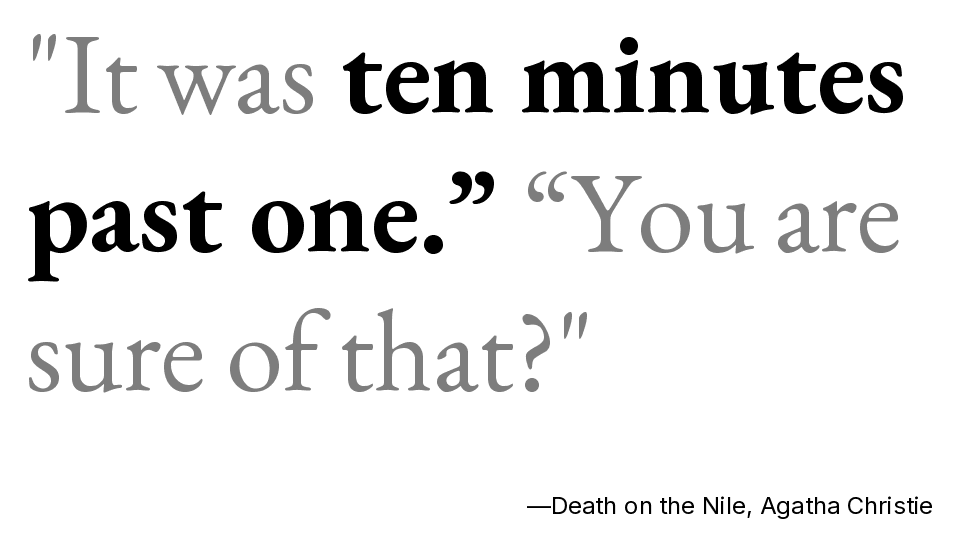 "It was ten minutes
past one.” “You are
sure of that?"
—Death on the Nile, Agatha Christie